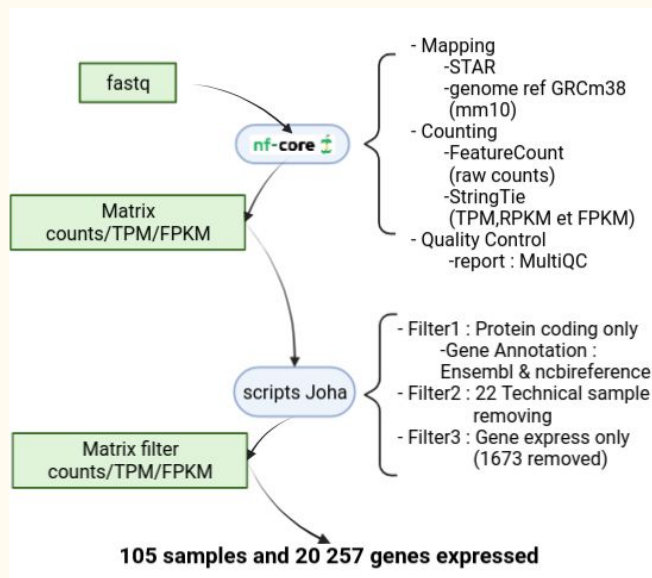 fastq
nf-core
- Mapping
-STAR
-genome ref GRCm38
(mm10)
- Counting
-FeatureCount
(raw counts)
-StringTie
(TPM,RPKM et FPKM)
- Quality Control
-report : MultiQC
Matrix
counts/TPM/FPKM
scripts Joha
- Filter1 : Protein coding only
-Gene Annotation :
Ensembl & ncbireference
- Filter2 : 22 Technical sample
removing
- Filter3 : Gene express only
(1673 removed)
Matrix filter
counts/TPM/FPKM
105 samples and 20 257 genes expressed